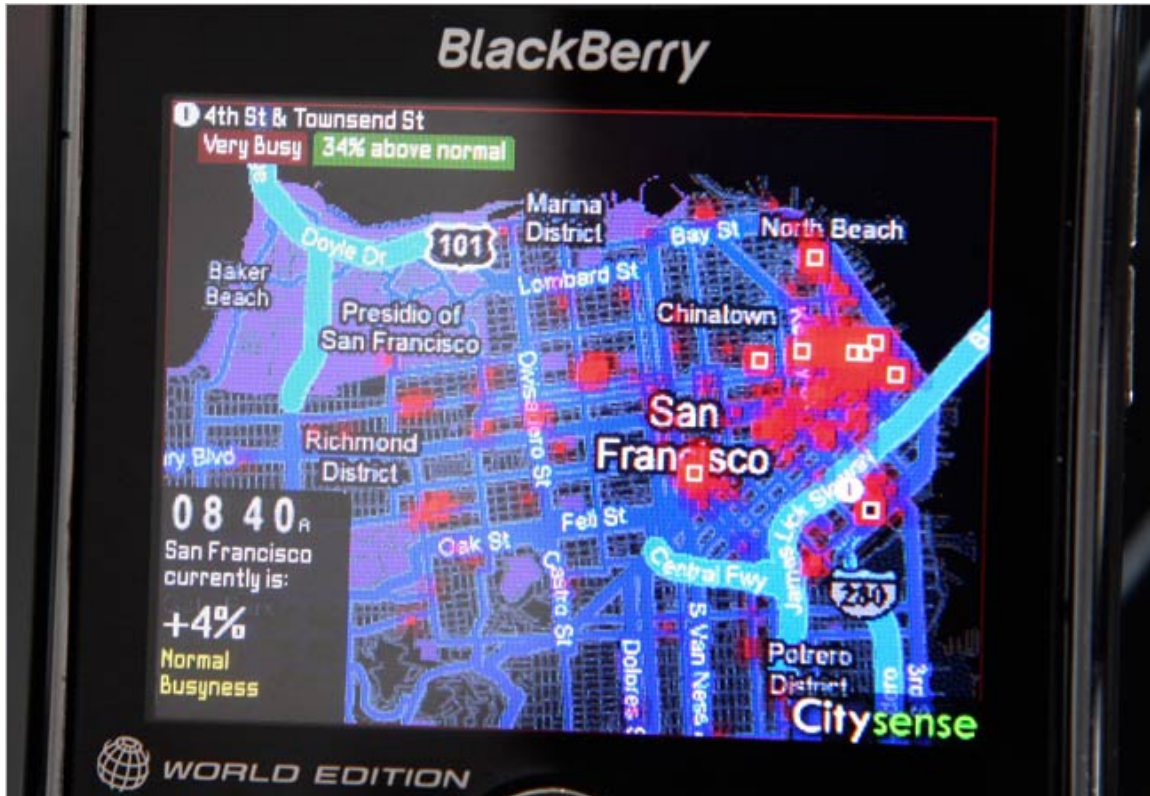 BlackBerry
4th St & Townsend St
Very Busy 34% above normal
Marina
District
Bay St
North Beach
Doyle Dr
101
Baker
Beach
Lombard St
Presidio of
San Francisco
Chinatown
San
Francisco
Richmond
District
08 40A
San Francisco
currently is:
+4%
Normal
Busyness
Fell St
Oak St
Castro St
Central Fwy
James Lick Skyway
280
Dolores S
S Van Ness
Potrero
District
3rd S
Citysense
WORLD EDITION